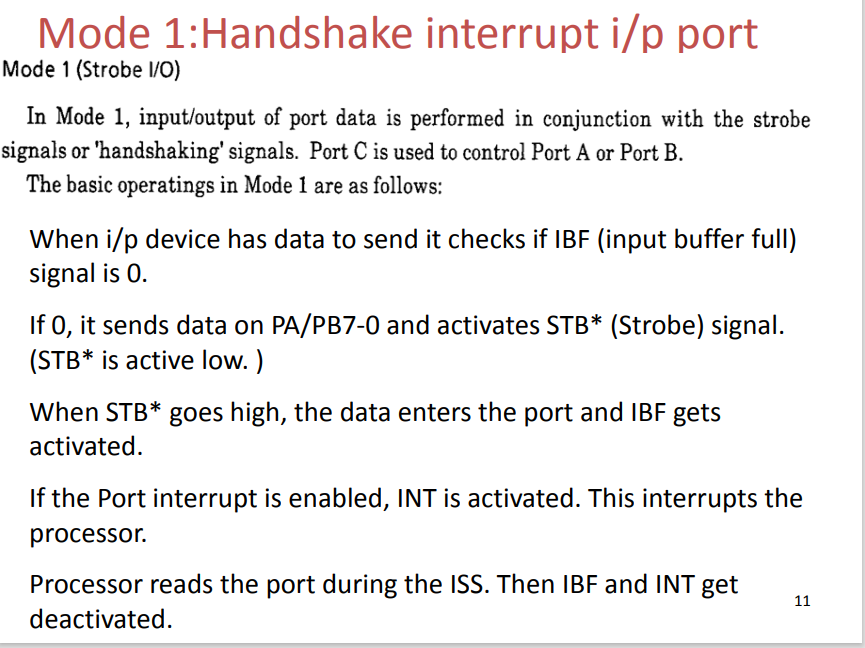 Mode 1:Handshake interrupt i/p port
Mode 1 (Strobe I/O)
In Mode 1, input/output of port data is performed in conjunction with the strobe
signals or 'handshaking' signals. Port C is used to control Port A or Port B.
The basic operatings in Mode 1 are as follows:
When i/p device has data to send it checks if IBF (input buffer full)
signal is 0.
If 0, it sends data on PA/PB7-0 and activates STB* (Strobe) signal.
(STB* is active low. )
When STB* goes high, the data enters the port and IBF gets
activated.
If the Port interrupt is enabled, INT is activated. This interrupts the
processor.
Processor reads the port during the ISS. Then IBF and INT get
deactivated.
11